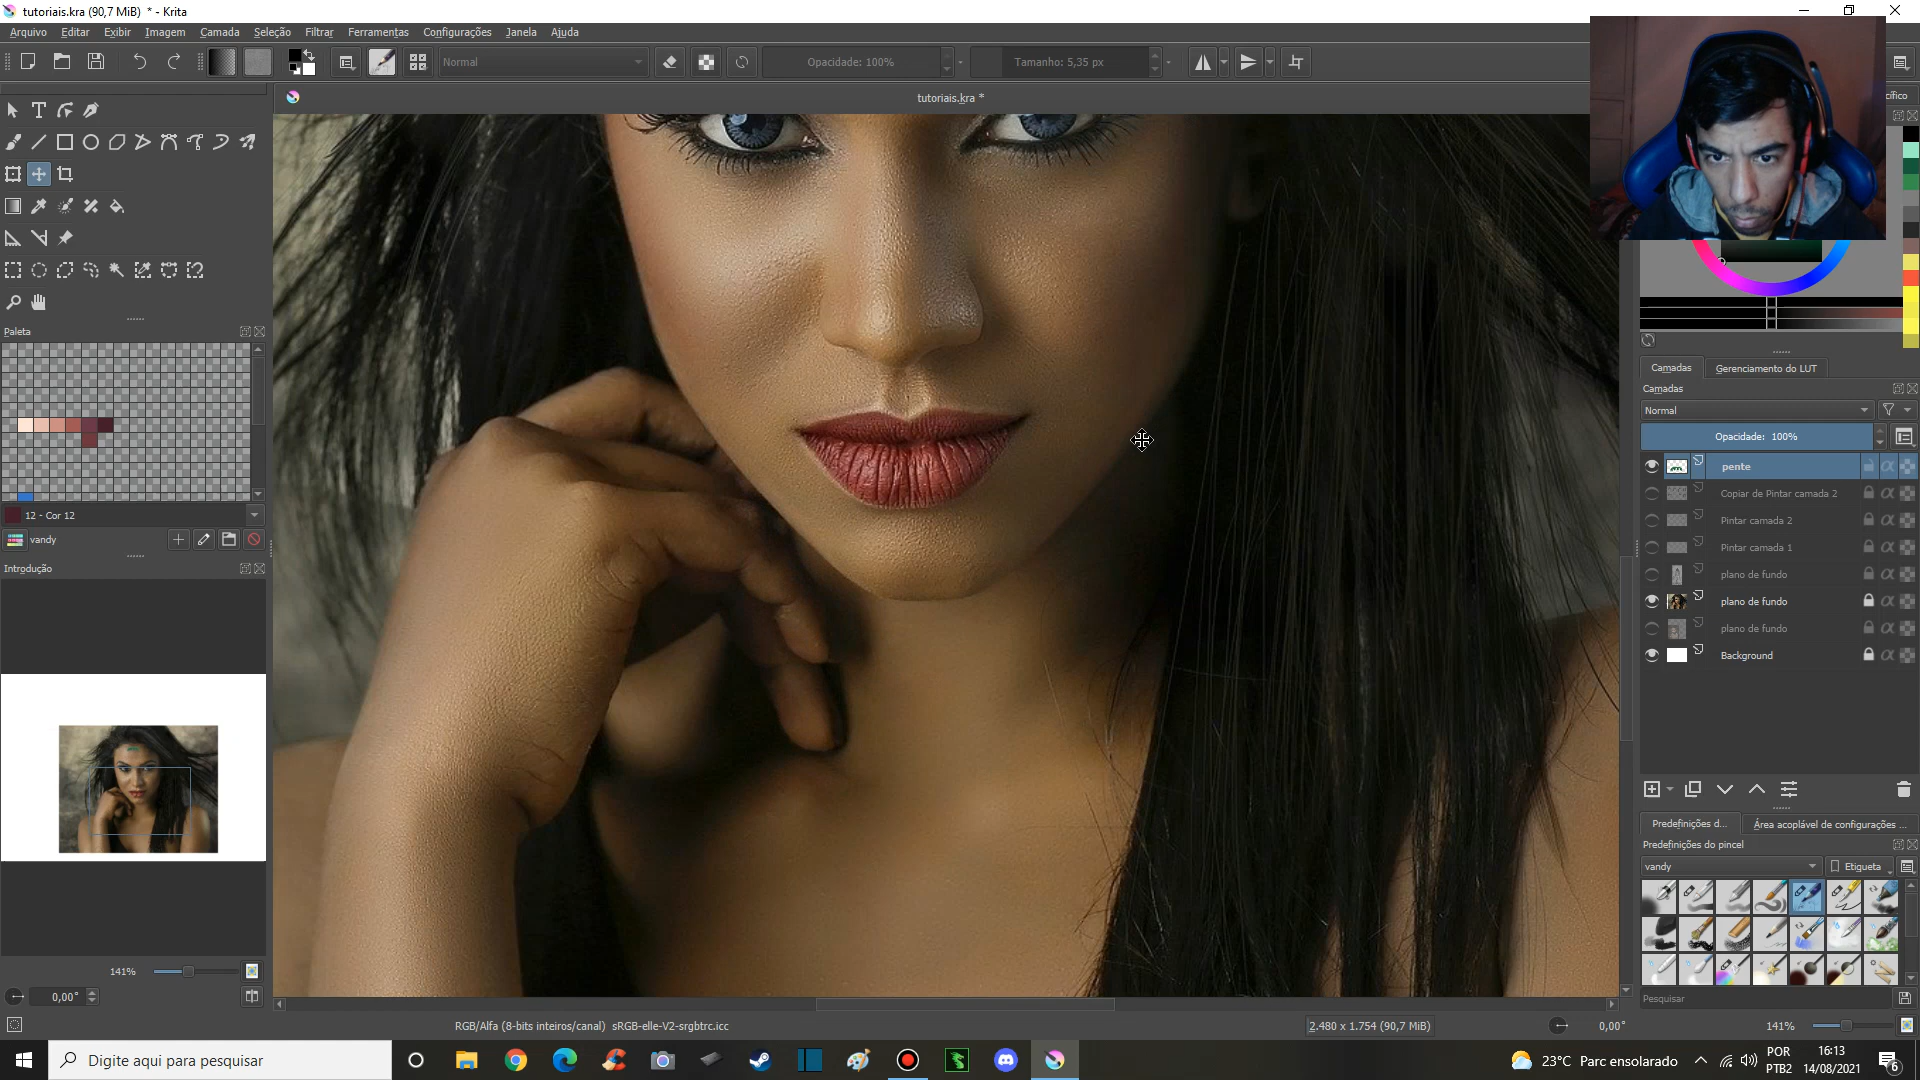 tutoriais.kra (90,7 MiB) * - Krita
Arquivo Editar Exibir Imagem Camada Seleção Filtrar Ferramentas Configurações Janela Ajuda
Normal
Opacidade: 100%
Tamanho: 5,35 px
tutoriais.kra *
Paleta
12 - Cor 12
vandy
Introdução
141%
0,00°
Camadas Gerenciamento do LUT
Camadas
Normal
Opacidade: 100%
pente
Copiar de Pintar camada 2
Pintar camada 2
Pintar camada 1
plano de fundo
plano de fundo
plano de fundo
Background
Predefinições d... Área acoplável de configurações ...
Predefinições do pincel
vandy
Etiqueta
Pesquisar
RGB/Alfa (8-bits inteiros/canal) sRGB-elle-V2-srgbtrc.icc
2.480 x 1.754 (90,7 MiB)
0,00°
141%
Digite aqui para pesquisar
23°C Parc ensolarado
POR
PTB2
16:13
14/08/2021
6